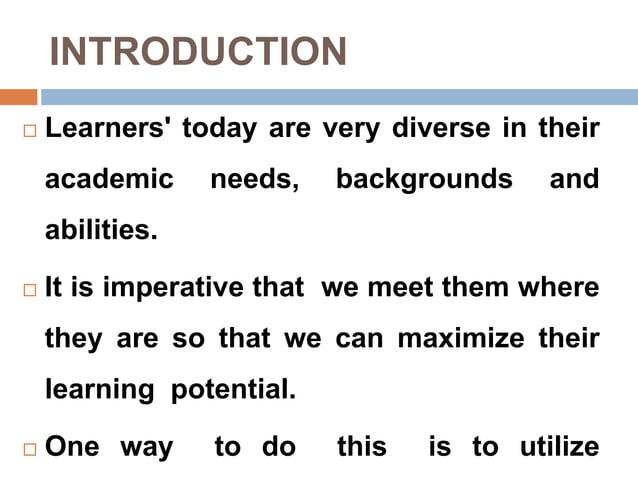 INTRODUCTION
Learners' today are very diverse in their
academic needs, backgrounds and
abilities.
It is imperative that we meet them where
they are so that we can maximize their
learning potential.
One way to do this is to utilize